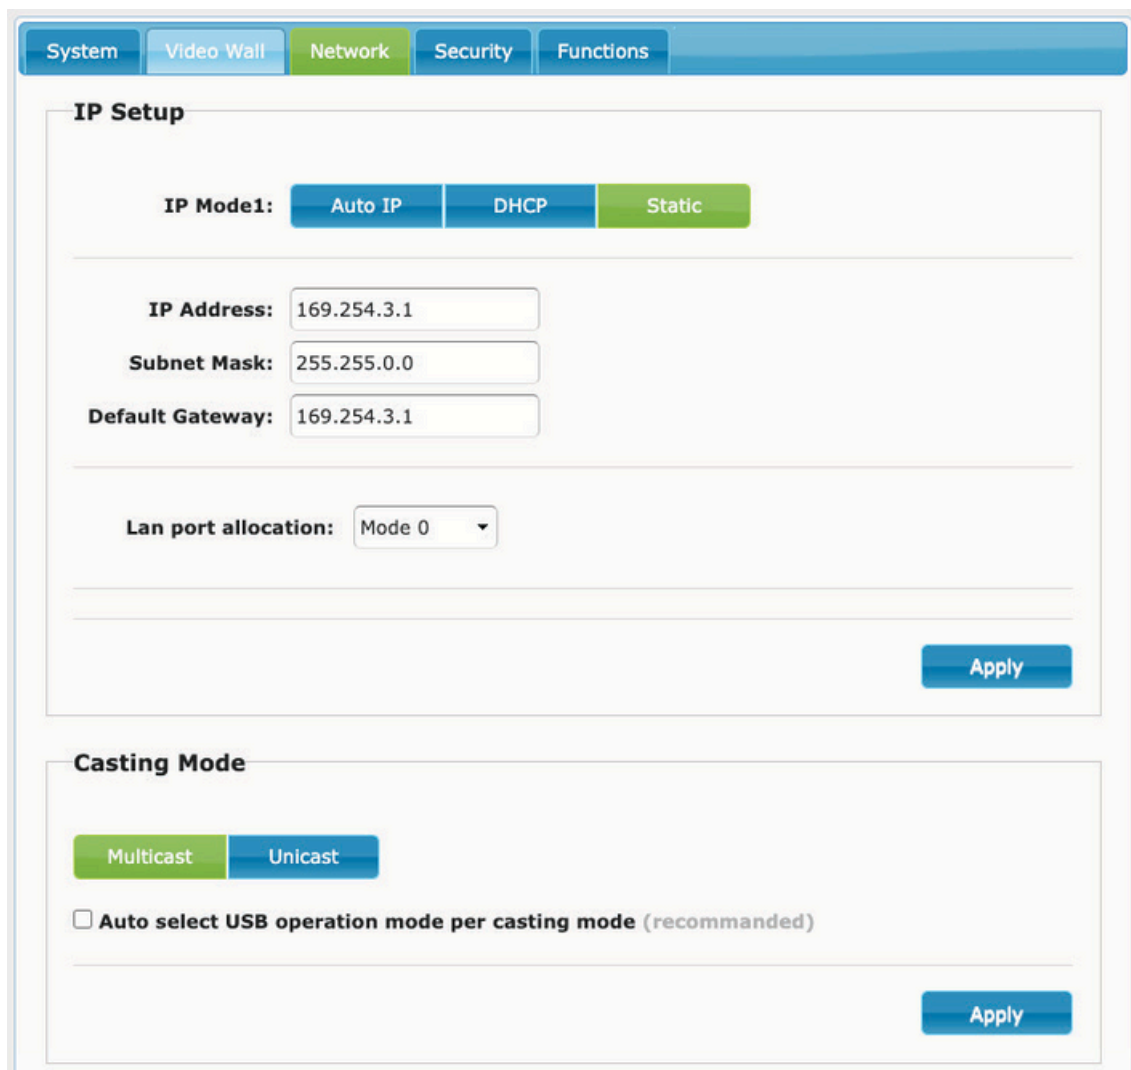 System Video Wall Network Security Functions
IP Setup
IP Mode1: Auto IP DHCP Static
IP Address: 169.254.3.1
Subnet Mask: 255.255.0.0
Default Gateway: 169.254.3.1
Lan port allocation: Mode 0
Apply
Casting Mode
Multicast Unicast
Auto select USB operation mode per casting mode (recommanded)
Apply